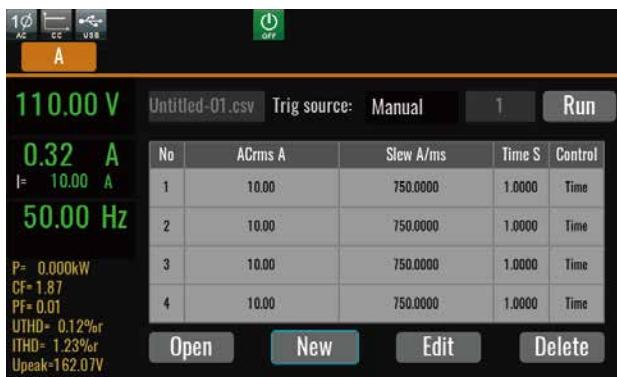 1Ø
AC CC USB OFF
A
110.00 V
Untitled-01.csv Trig source: Manual 1 Run
0.32 A
I= 10.00 A
50.00 Hz
P= 0.000kW
CF=1.87
PF=0.01
UTHD= 0.12%r
ITHD= 1.23%r
Upeak=162.07V
No ACrms A Slew A/ms Time S Control
1 10.00 750.0000 1.0000 Time
2 10.00 750.0000 1.0000 Time
3 10.00 750.0000 1.0000 Time
4 10.00 750.0000 1.0000 Time
Open New Edit Delete